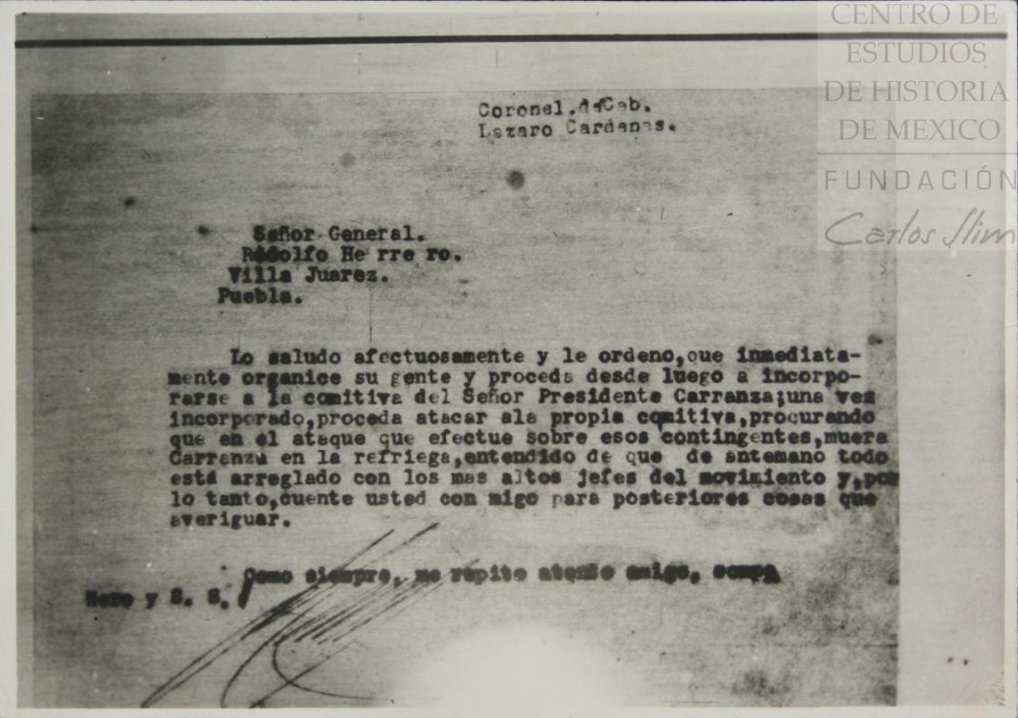 CENTRO DE
ESTUDIOS
DE HISTORIA
DE MEXICO
FUNDACIÓN
Carlos Slim
Coronel.deCab.
Lazaro Cardenas.
Señor General.
Rodolfo He rre ro.
Villa Juarez.
Puebla.
Lo saludo afectuosamente y le ordeno,que inmediata-
mente organice su gente y proceda desde luego a incorpo-
rarse a la comitiva del Señor Presidente Carranza;una vez
incorporado,proceda atacar ala propia comitiva,procurando
que en el ataque que efectue sobre esos contingentes,muera
Carranza en la refriega,entendido de que de antemano todo
está arreglado con los mas altos jefes del movimiento y,por
lo tanto,cuente usted con migo para posteriores cosas que
averiguar.
Como siempre, me repito atento amigo, compa
ñero y S. S.